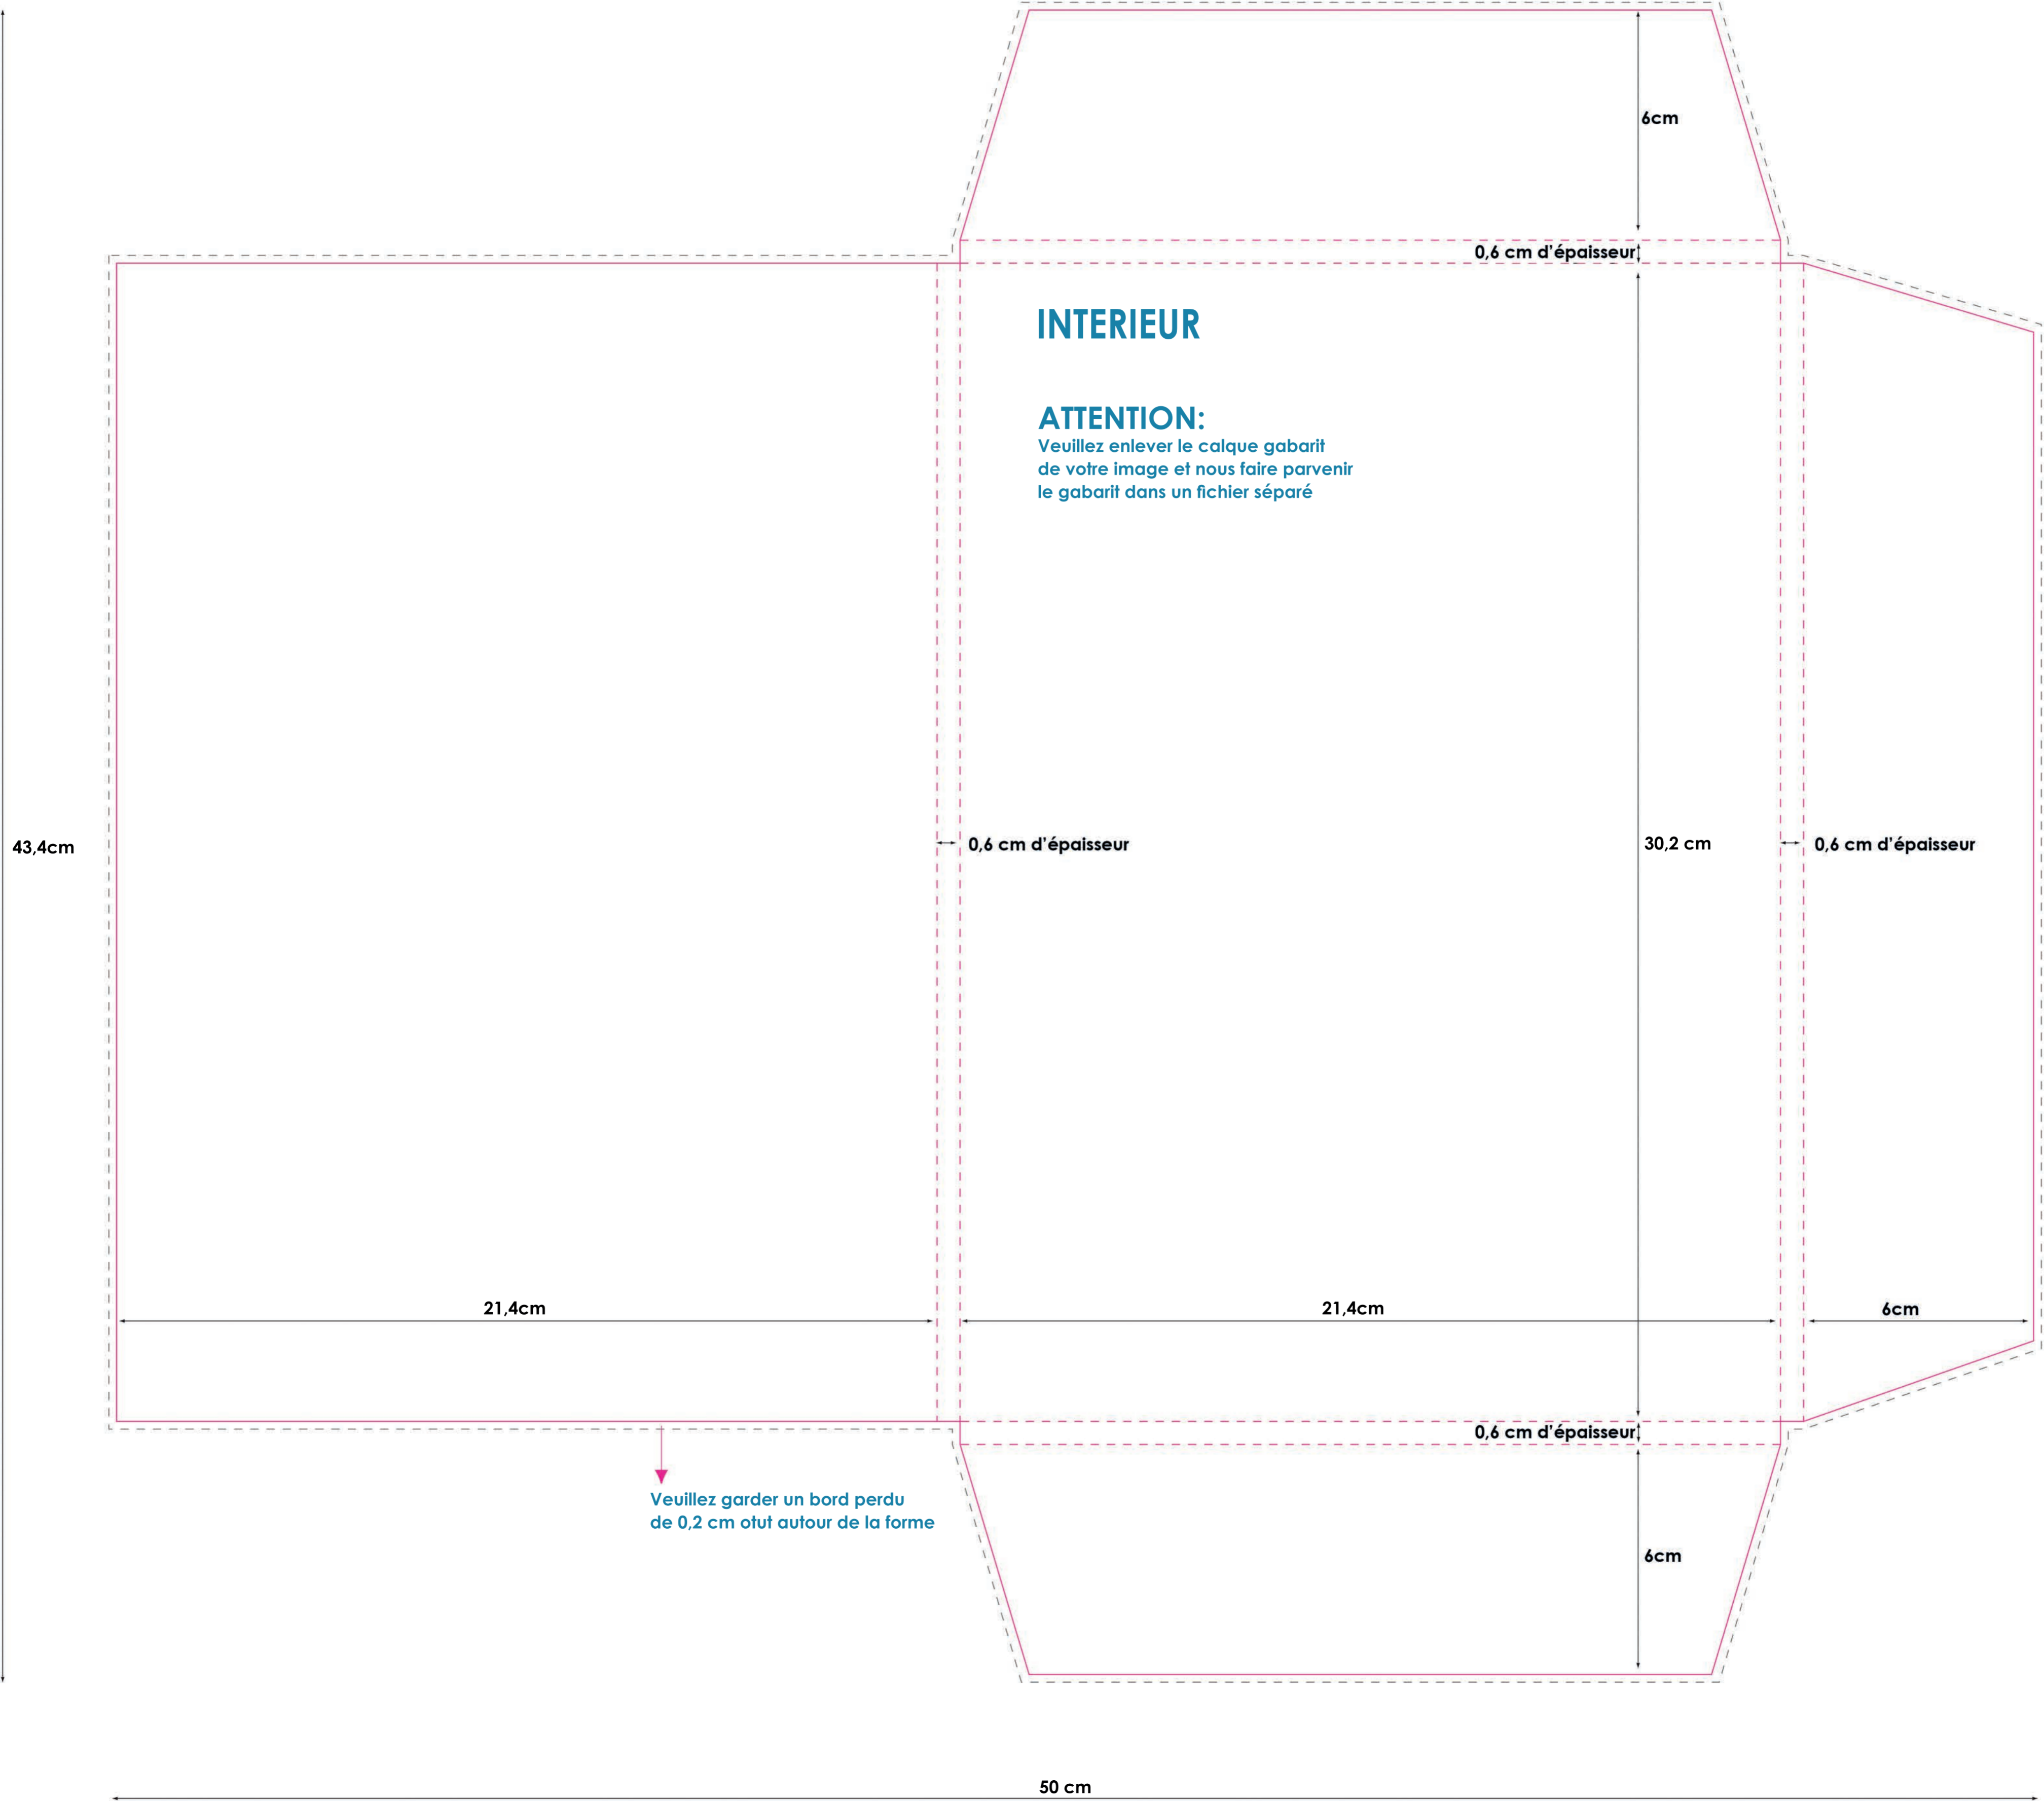 6cm
0,6 cm d'épaisseur
INTERIEUR
ATTENTION:
Veuillez enlever le calque gabarit
de votre image et nous faire parvenir
le gabarit dans un fichier séparé
43,4cm
0,6 cm d'épaisseur
30,2 cm
0,6 cm d'épaisseur
21,4cm
21,4cm
6cm
0,6 cm d'épaisseur
Veuillez garder un bord perdu
de 0,2 cm otut autour de la forme
6cm
50 cm